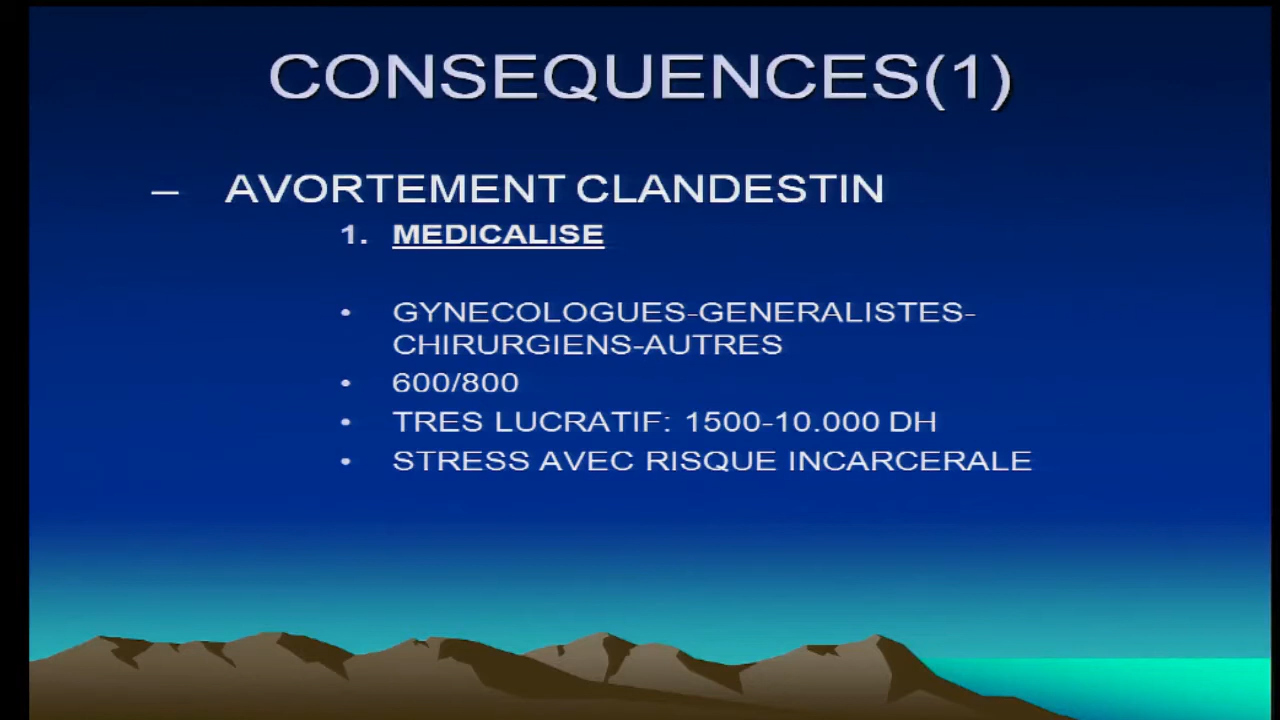 CONSEQUENCES(1)
– AVORTEMENT CLANDESTIN
1. MEDICALISE
• GYNECOLOGUES-GENERALISTES-
CHIRURGIENS-AUTRES
• 600/800
• TRES LUCRATIF: 1500-10.000 DH
• STRESS AVEC RISQUE INCARCERALE